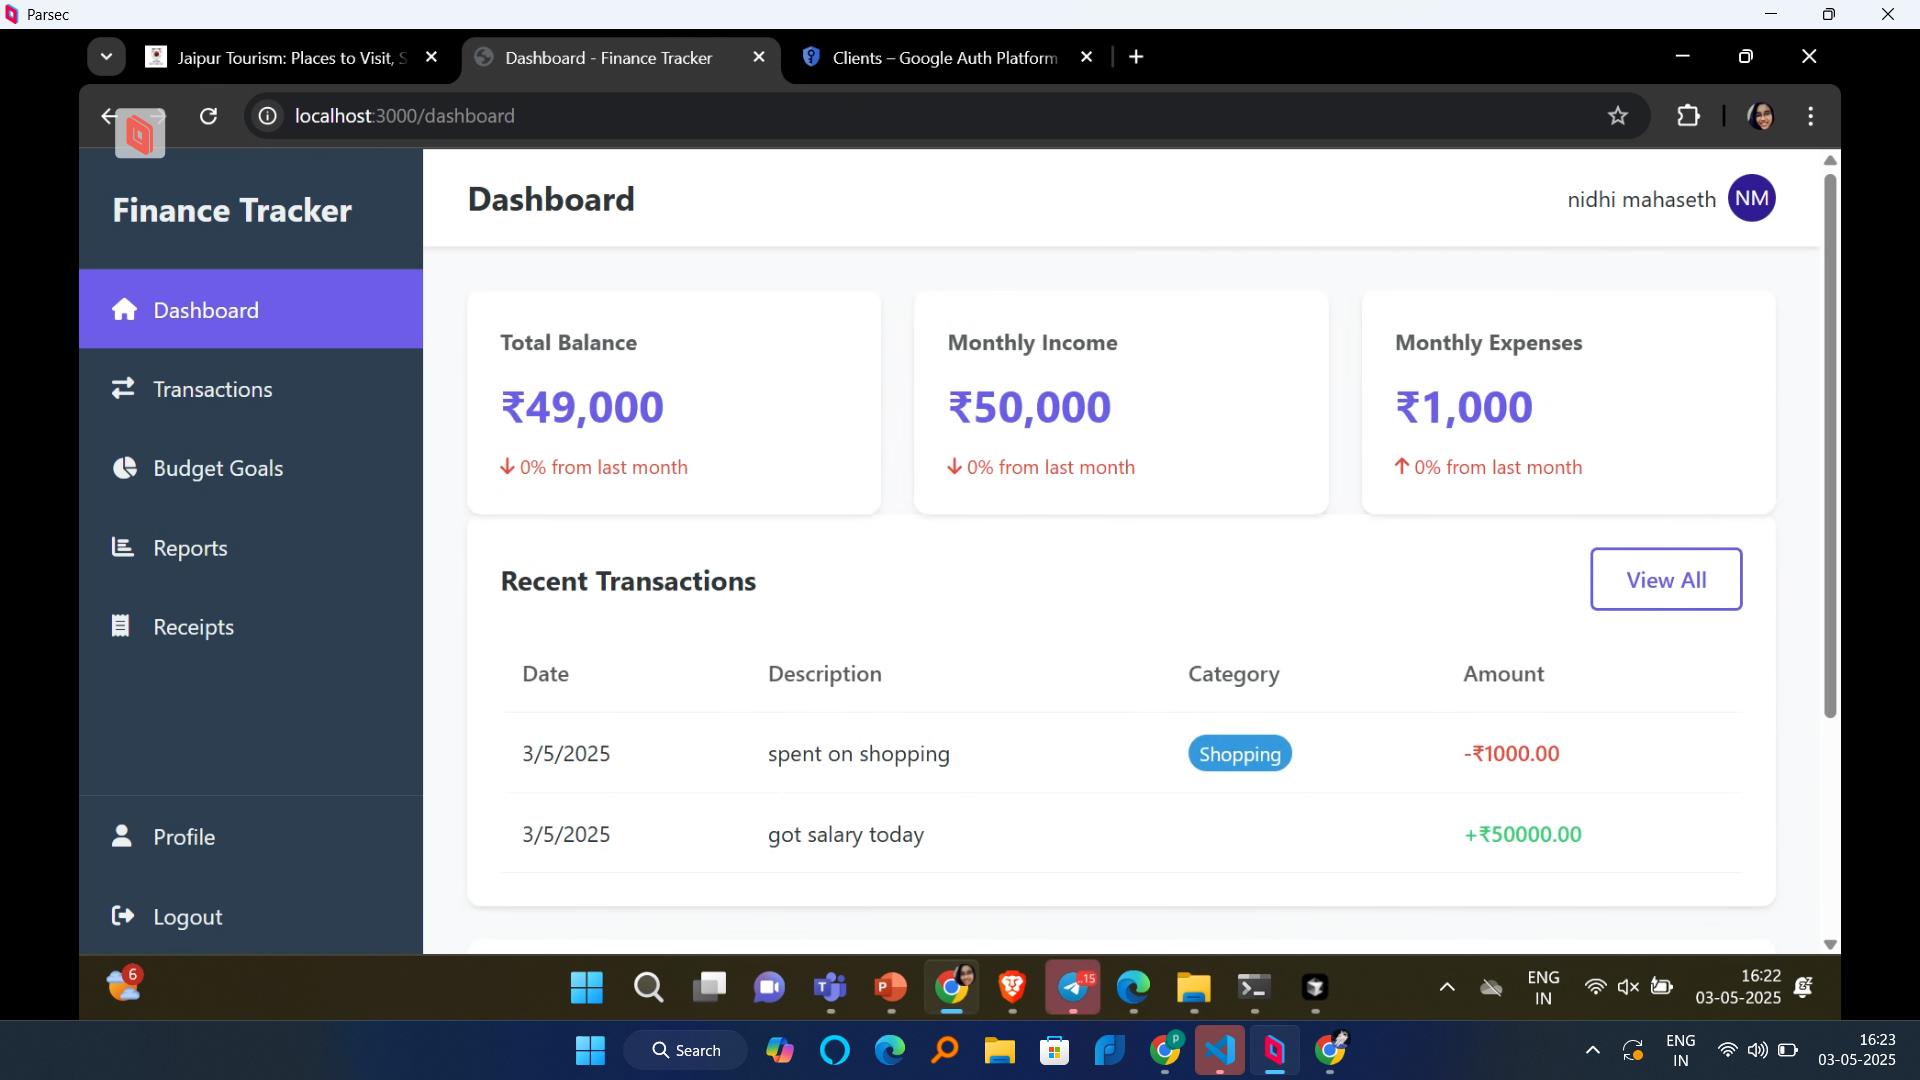 Parsec
Jaipur Tourism: Places to Visit, S
Dashboard - Finance Tracker
Clients – Google Auth Platform
localhost:3000/dashboard
Finance Tracker
Dashboard
Transactions
Budget Goals
Reports
Receipts
Profile
Logout
Dashboard
nidhi mahaseth NM
Total Balance
₹49,000
0% from last month
Monthly Income
₹50,000
0% from last month
Monthly Expenses
₹1,000
0% from last month
Recent Transactions
View All
Date Description Category Amount
3/5/2025 spent on shopping Shopping -₹1000.00
3/5/2025 got salary today +₹50000.00
6
15
ENG
IN
16:22
03-05-2025
Search
P
ENG
IN
16:23
03-05-2025